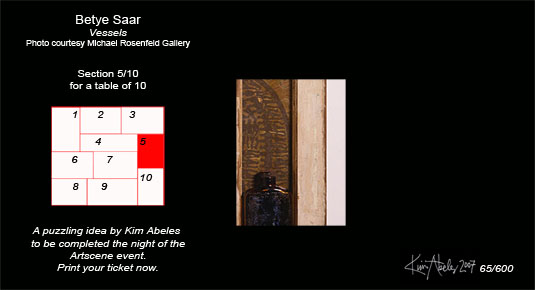 Betye Saar
Vessels
Photo courtesy Michael Rosenfeld Gallery
Section 5/10
for a table of 10
1 2 3
4 5
6 7
8 9 10
A puzzling idea by Kim Abeles
to be completed the night of the
Artscene event.
Print your ticket now.
Kim Abeles 2007 65/600